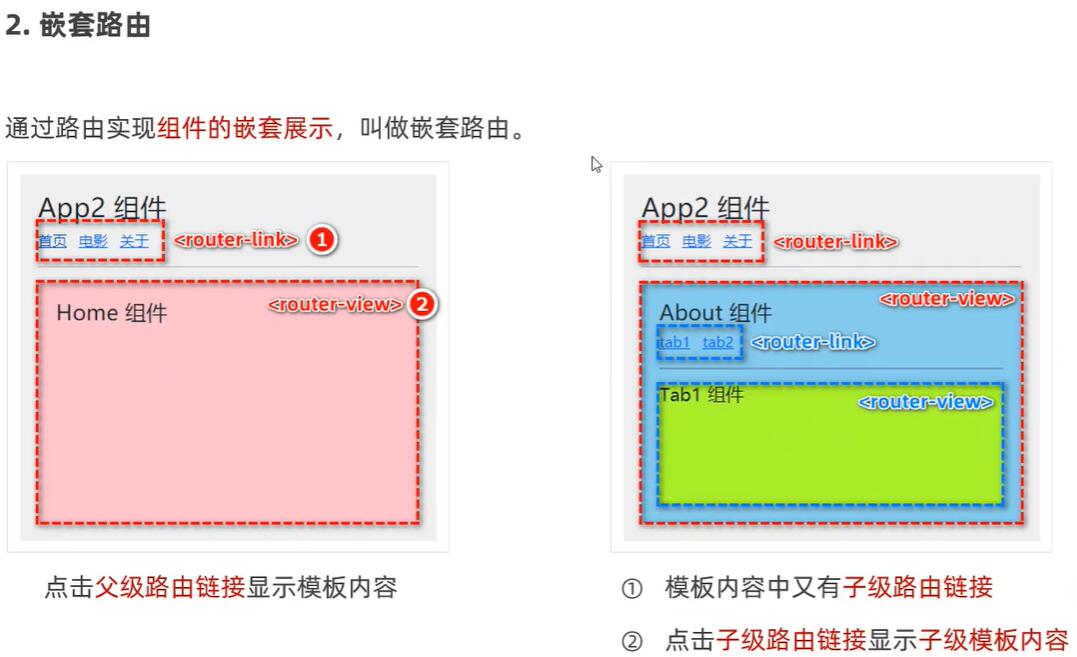 2. 嵌套路由
通过路由实现组件的嵌套展示，叫做嵌套路由。
App2 组件
首页 电影 关于 <router-link> 1
<router-view> 2
Home 组件
点击父级路由链接显示模板内容
App2 组件
首页 电影 关于 <router-link>
<router-view>
About 组件
tab1 tab2 <router-link>
Tab1 组件
<router-view>
① 模板内容中又有子级路由链接
② 点击子级路由链接显示子级模板内容